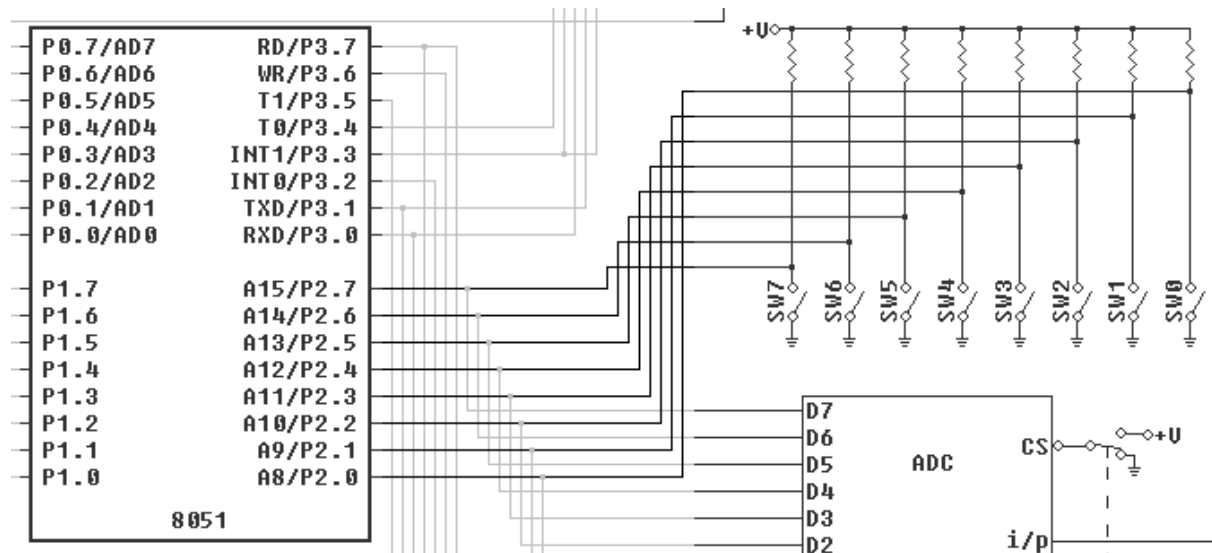 P0.7/AD7 RD/P3.7
P0.6/AD6 WR/P3.6
P0.5/AD5 T1/P3.5
P0.4/AD4 T0/P3.4
P0.3/AD3 INT1/P3.3
P0.2/AD2 INT0/P3.2
P0.1/AD1 TXD/P3.1
P0.0/AD0 RXD/P3.0
P1.7 A15/P2.7
P1.6 A14/P2.6
P1.5 A13/P2.5
P1.4 A12/P2.4
P1.3 A11/P2.3
P1.2 A10/P2.2
P1.1 A9/P2.1
P1.0 A8/P2.0
8051
+V
SW7 SW6 SW5 SW4 SW3 SW2 SW1 SW0
D7
D6
D5
D4
D3
D2
ADC
CS
+V
i/p